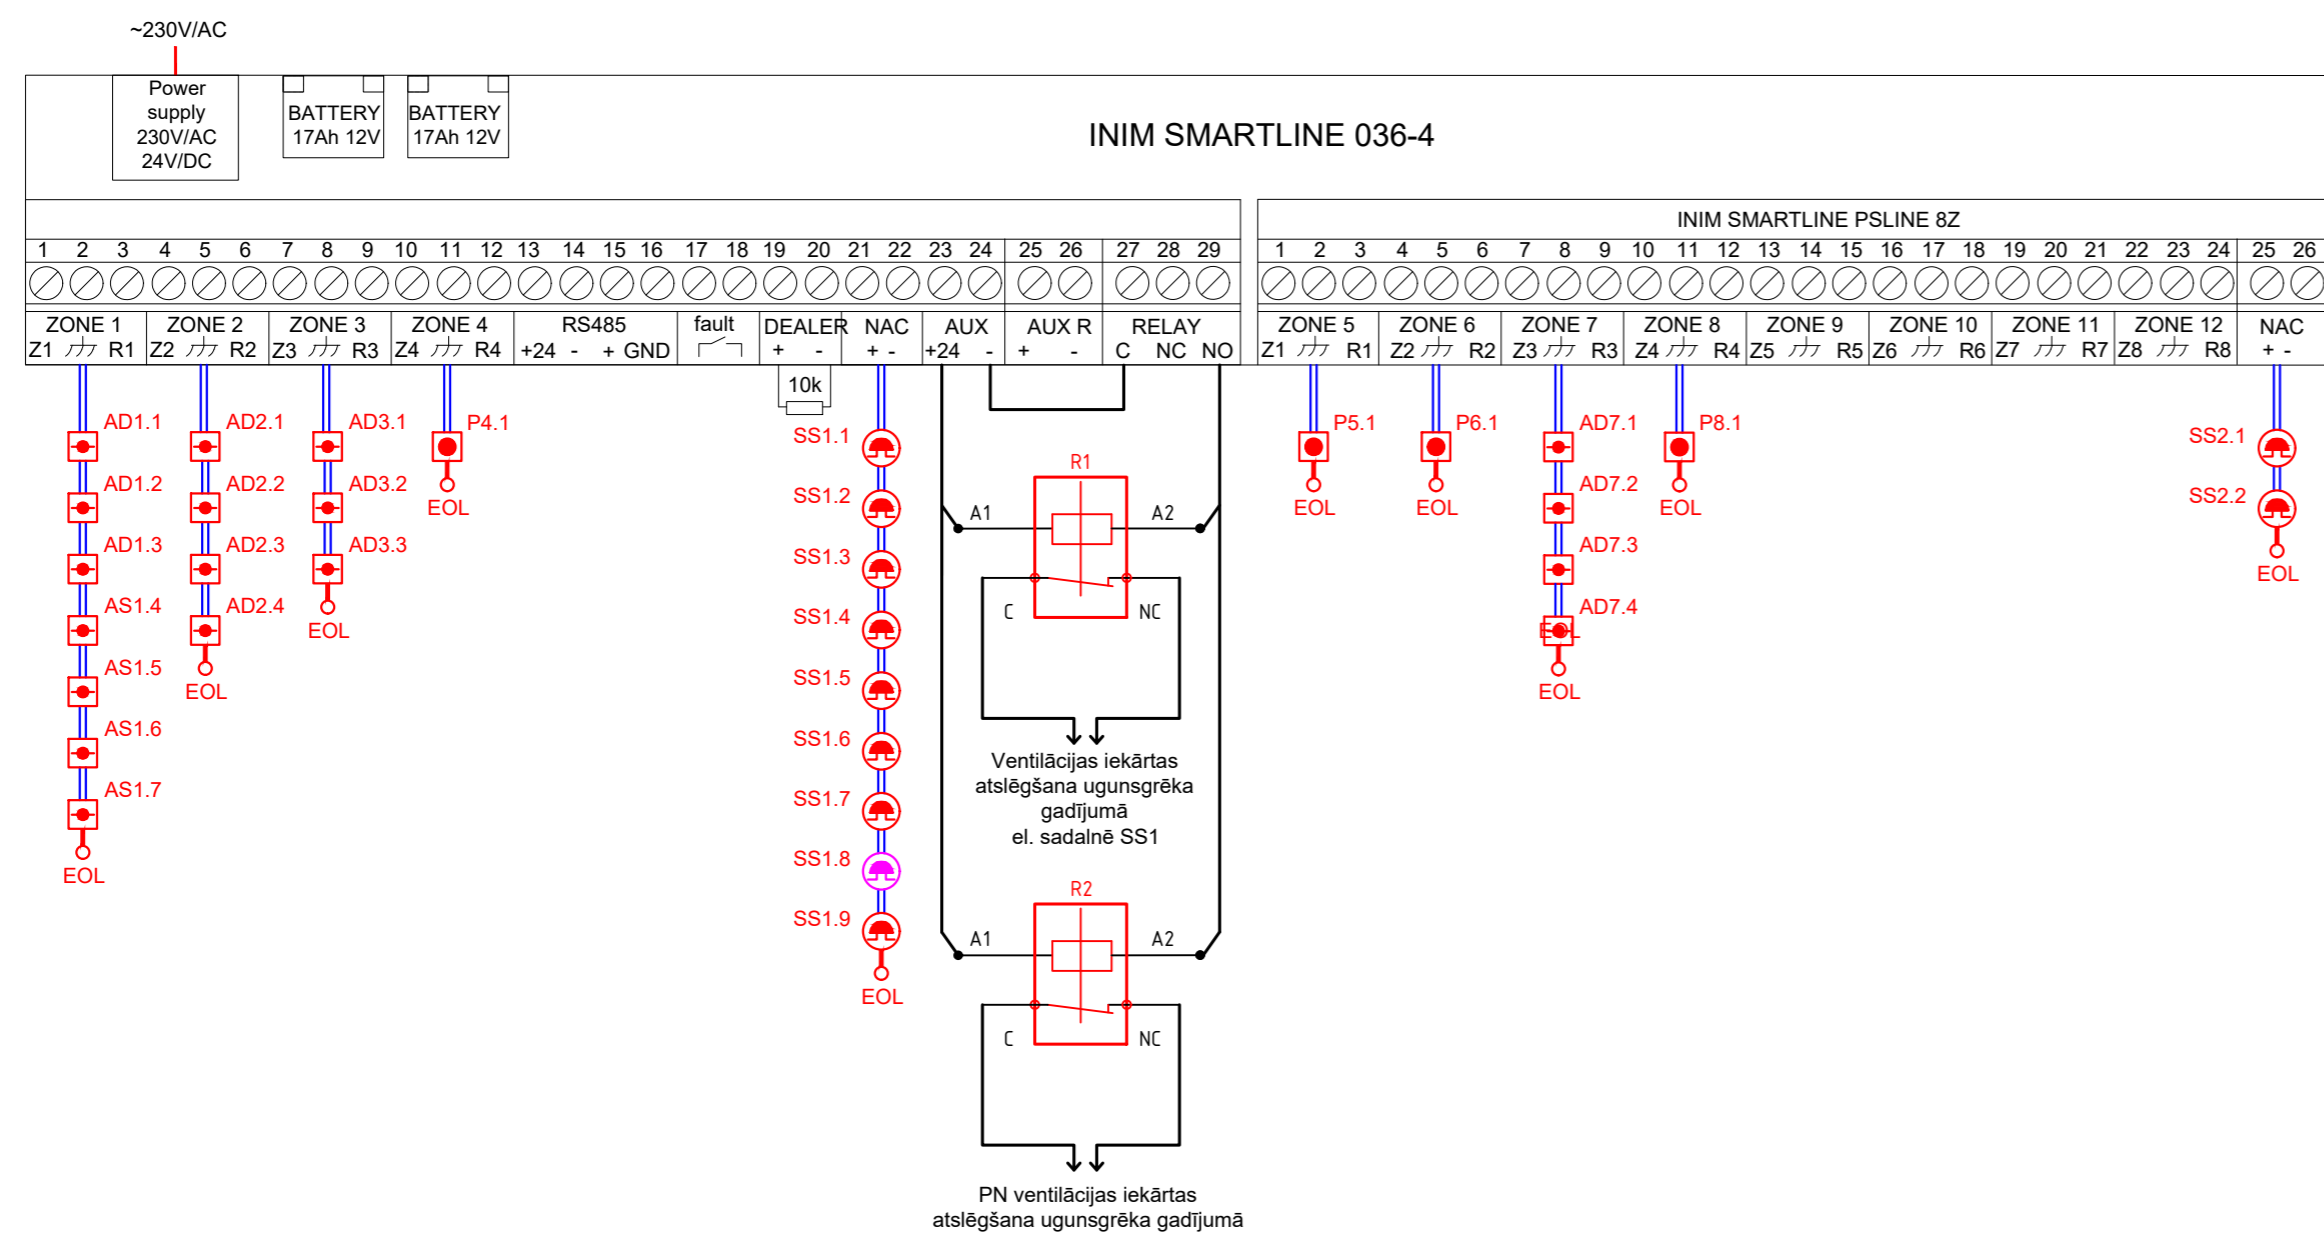 ~230V/AC
Power
supply
230V/AC
24V/DC
BATTERY
17Ah 12V
BATTERY
17Ah 12V
INIM SMARTLINE 036-4
INIM SMARTLINE PSLINE 8Z
1 2 3 4 5 6 7 8 9 10 11 12 13 14 15 16 17 18 19 20 21 22 23 24 25 26 27 28 29
1 2 3 4 5 6 7 8 9 10 11 12 13 14 15 16 17 18 19 20 21 22 23 24 25 26
ZONE 1 ZONE 2 ZONE 3 ZONE 4 RS485 fault DEALER NAC AUX AUX R RELAY
Z1 R1 Z2 R2 Z3 R3 Z4 R4 +24 - + GND + - + - +24 - + - C NC NO
ZONE 5 ZONE 6 ZONE 7 ZONE 8 ZONE 9 ZONE 10 ZONE 11 ZONE 12 NAC
Z1 R1 Z2 R2 Z3 R3 Z4 R4 Z5 R5 Z6 R6 Z7 R7 Z8 R8 + -
AD1.1
AD1.2
AD1.3
AS1.4
AS1.5
AS1.6
AS1.7
EOL
AD2.1
AD2.2
AD2.3
AD2.4
EOL
AD3.1
AD3.2
AD3.3
EOL
P4.1
EOL
10k
SS1.1
SS1.2
SS1.3
SS1.4
SS1.5
SS1.6
SS1.7
SS1.8
SS1.9
EOL
R1
A1 A2
C NC
Ventilācijas iekārtas
atslēgšana ugunsgrēka
gadījumā
el. sadalnē SS1
R2
A1 A2
C NC
PN ventilācijas iekārtas
atslēgšana ugunsgrēka gadījumā
P5.1
EOL
P6.1
EOL
AD7.1
AD7.2
AD7.3
AD7.4
EOL
EOL
P8.1
EOL
SS2.1
SS2.2
EOL